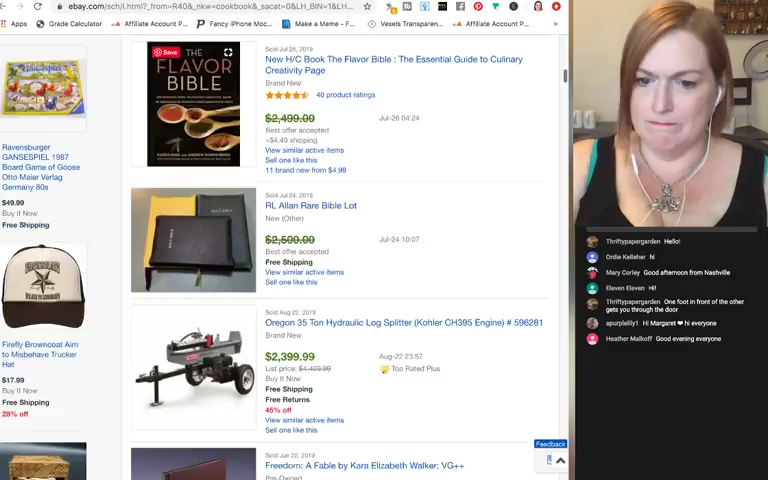 ebay.com/sch/i.html?_from=R40&_nkw=cookbook&_sacat=0&LH_BIN=1&LH...
Apps
Grade Calculator
Affiliate Account P...
Fancy iPhone Moc...
Make a Meme - F...
Vexels Transparen...
Affiliate Account P...
Ravensburger
GANSESPIEL 1987
Board Game of Goose
Otto Maier Verlag
Germany 80s
$49.99
Buy It Now
Free Shipping
Firefly Browncoat Aim
to Misbehave Trucker
Hat
$17.99
Buy It Now
Free Shipping
28% off
Save
THE
FLAVOR
BIBLE
Sold Jul 26, 2019
New H/C Book The Flavor Bible : The Essential Guide to Culinary
Creativity Page
Brand New
40 product ratings
$2,499.00
Jul-26 04:24
Best offer accepted
+$4.49 shipping
View similar active items
Sell one like this
11 brand new from $4.99
Sold Jul 24, 2019
RL Allan Rare Bible Lot
New (Other)
$2,500.00
Jul-24 10:07
Best offer accepted
Free Shipping
View similar active items
Sell one like this
Sold Aug 22, 2019
Oregon 35 Ton Hydraulic Log Splitter (Kohler CH395 Engine) # 596281
Brand New
$2,399.99
Aug-22 23:57
List price: $4,409.99
Top Rated Plus
Buy It Now
Free Shipping
Free Returns
45% off
View similar active items
Sell one like this
Feedback
Sold Jun 22, 2019
Freedom: A Fable by Kara Elizabeth Walker; VG++
Pre-Owned
Thriftypapergarden Hello!
Ordie Kelleher hi
Mary Corley Good afternoon from Nashville
Eleven Eleven Hi!
Thriftypapergarden One foot in front of the other
gets you through the door
apurplelily1 Hi Margaret ❤ hi everyone
Heather Malkoff Good evening everyone